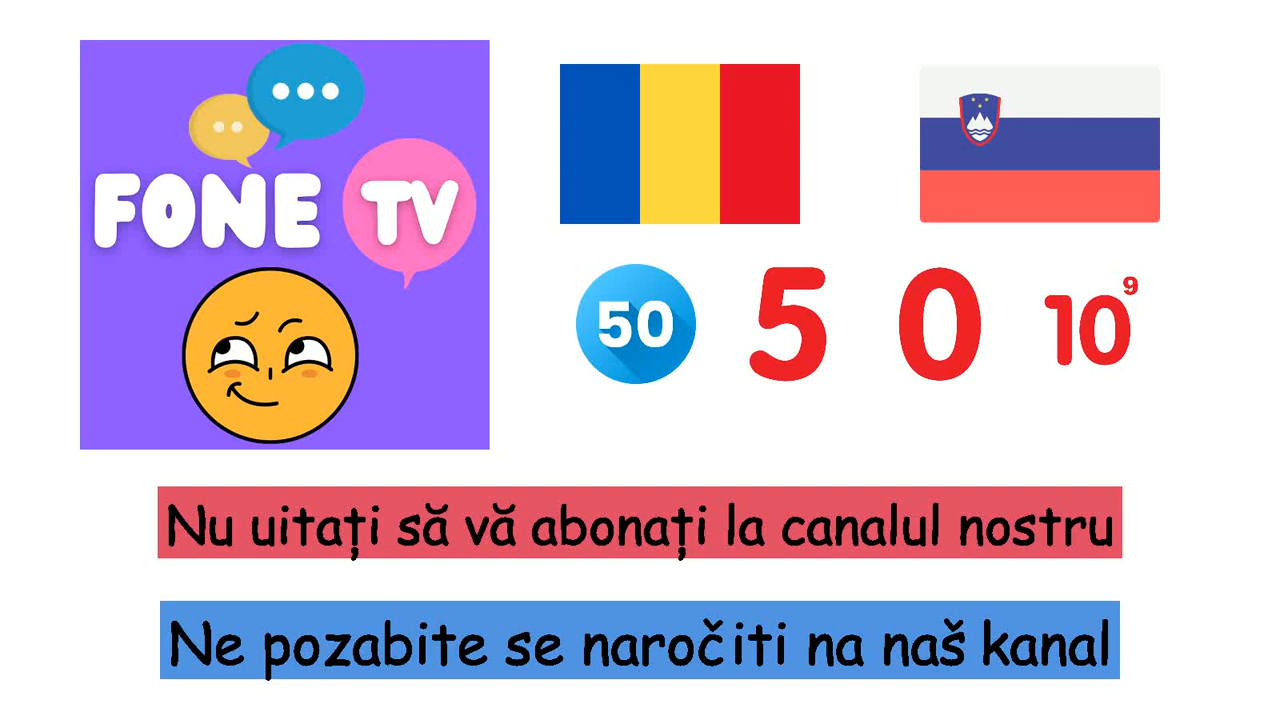 FONE TV
50 5 0 10⁹
Nu uitați să vă abonați la canalul nostru
Ne pozabite se naročiti na naš kanal